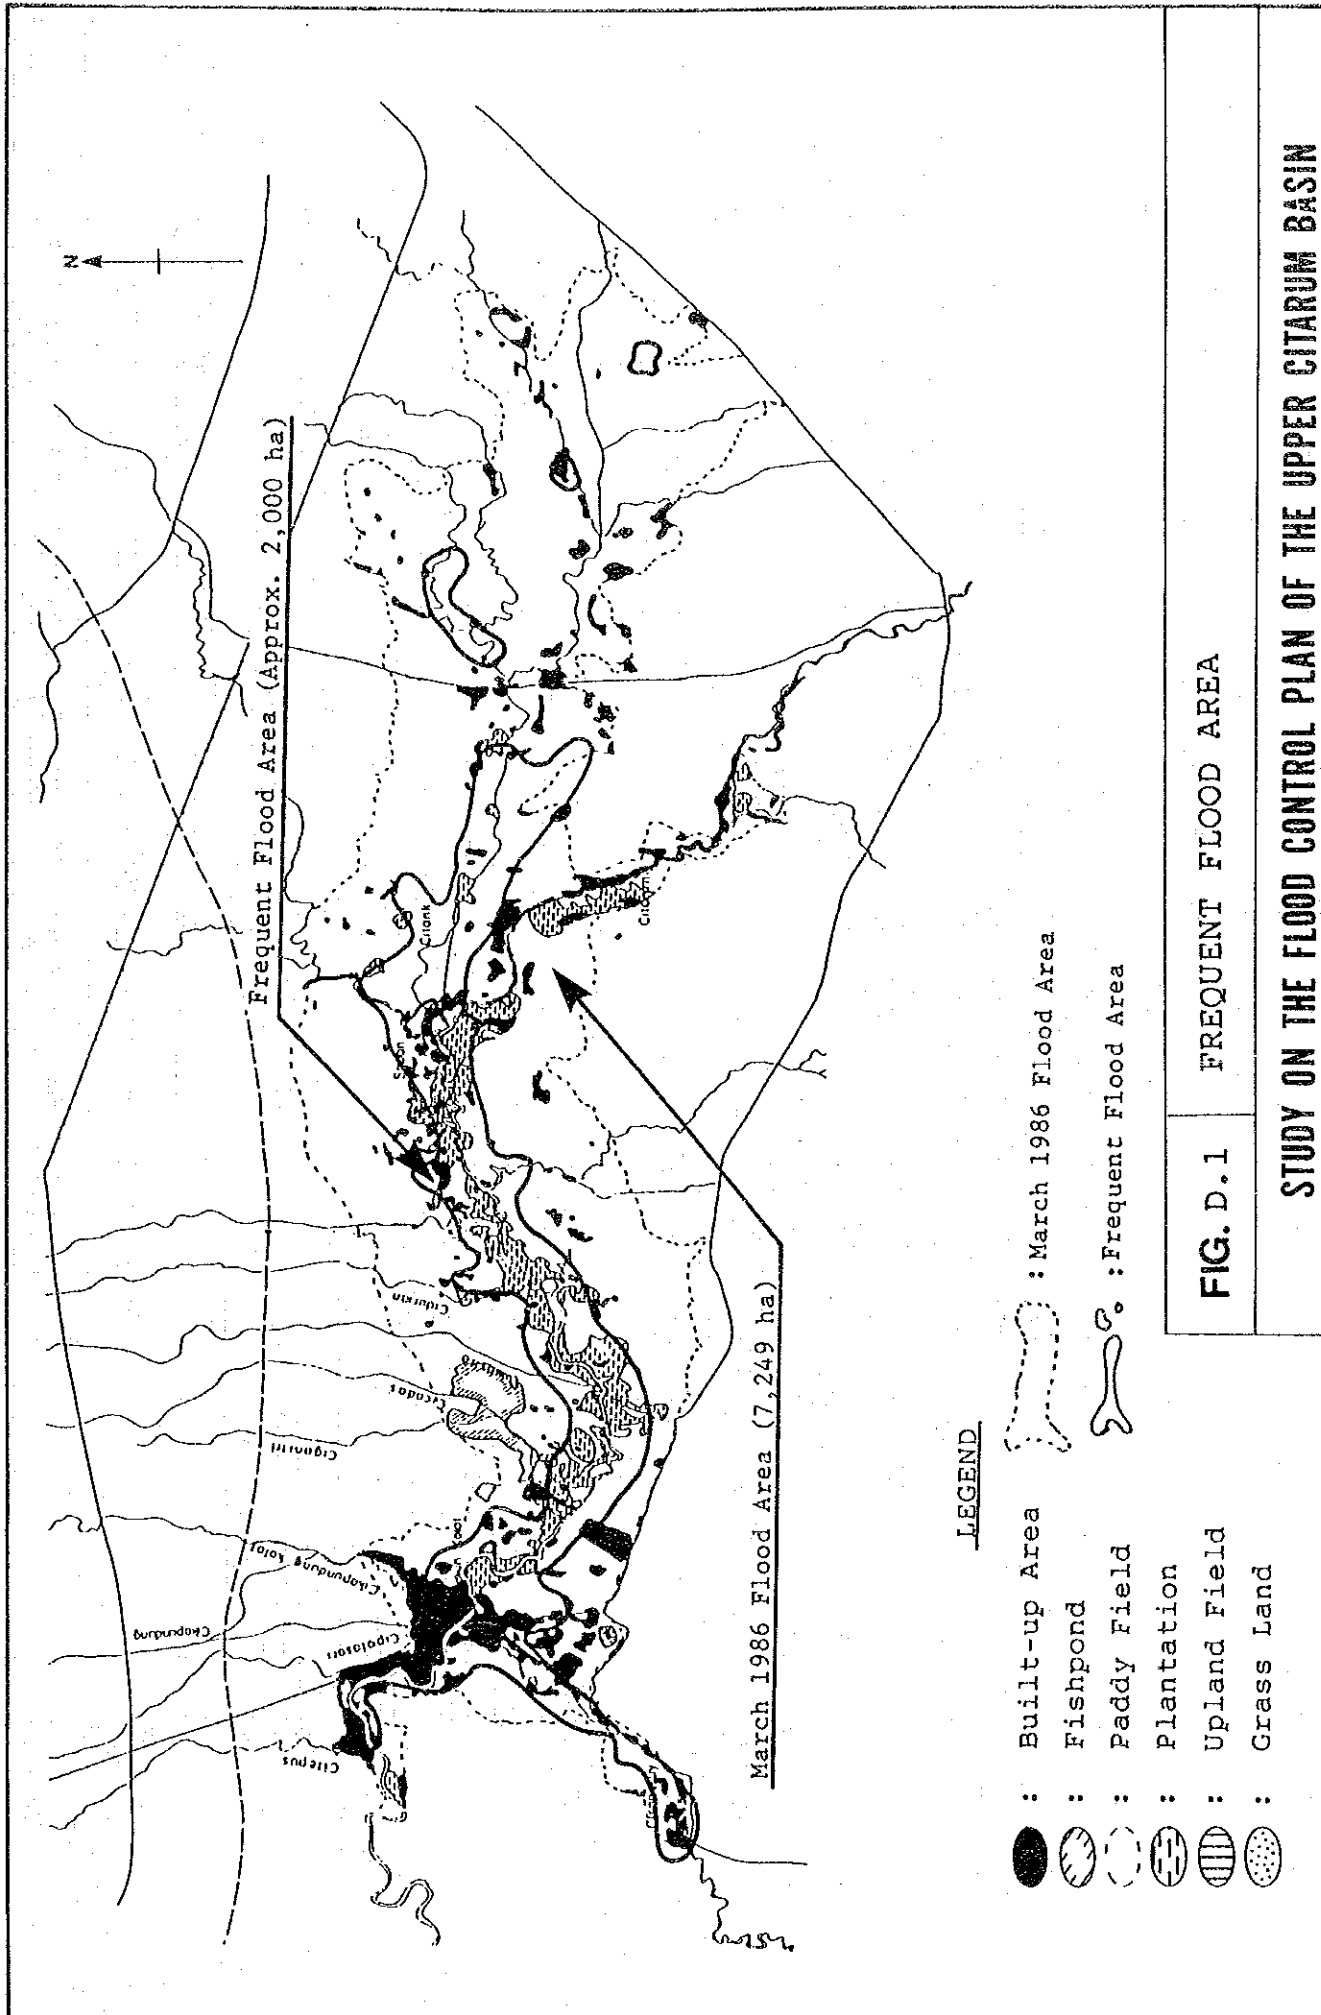 N
Frequent Flood Area (Approx. 2,000 ha)
Citepus
Cipalasari
Cikapundung
Cikapundung kolot
Ciganitri
Cicadas
Cidurian
Citarik
March 1986 Flood Area (7,249 ha)
LEGEND
: Built-up Area
: Fishpond
: Paddy Field
: Plantation
: Upland Field
: Grass Land
: March 1986 Flood Area
: Frequent Flood Area
FIG. D.1 FREQUENT FLOOD AREA
STUDY ON THE FLOOD CONTROL PLAN OF THE UPPER CITARUM BASIN